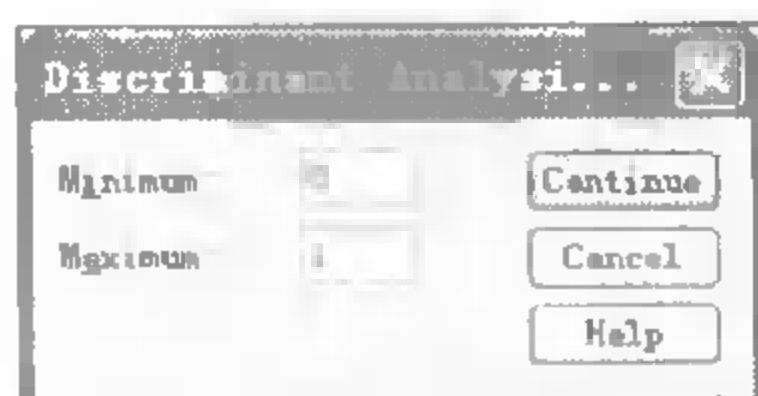 Discriminant Analysi...
Minimum
Continue
Maximum
Cancel
Help